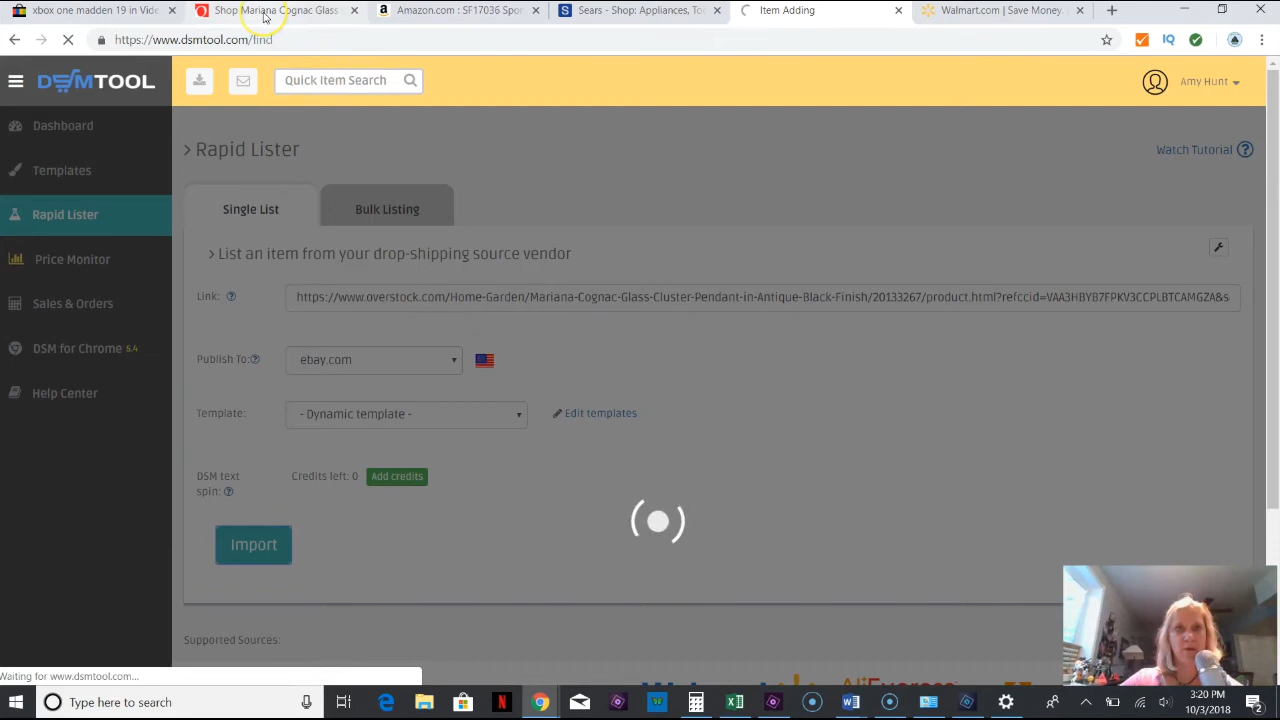 xbox one madden 19 in Vide
Shop Mariana Cognac Glass
Amazon.com : SF17036 Spor
Sears - Shop: Appliances, Too
Item Adding
Walmart.com | Save Money.
https://www.dsmtool.com/find
IQ
DSMTOOL
Quick Item Search
Amy Hunt
Dashboard
Templates
Rapid Lister
Price Monitor
Sales & Orders
DSM for Chrome 5.4
Help Center
> Rapid Lister
Watch Tutorial ?
Single List
Bulk Listing
> List an item from your drop-shipping source vendor
Link: ?
https://www.overstock.com/Home-Garden/Mariana-Cognac-Glass-Cluster-Pendant-in-Antique-Black-Finish/20133267/product.html?refccid=VAA3HBYB7FPKV3CCPLBTCAMGZA&s
Publish To: ?
ebay.com
Template:
- Dynamic template -
Edit templates
DSM text spin: ?
Credits left: 0
Add credits
Import
Supported Sources:
AliExpress
Waiting for www.dsmtool.com...
Type here to search
3:20 PM
10/3/2018